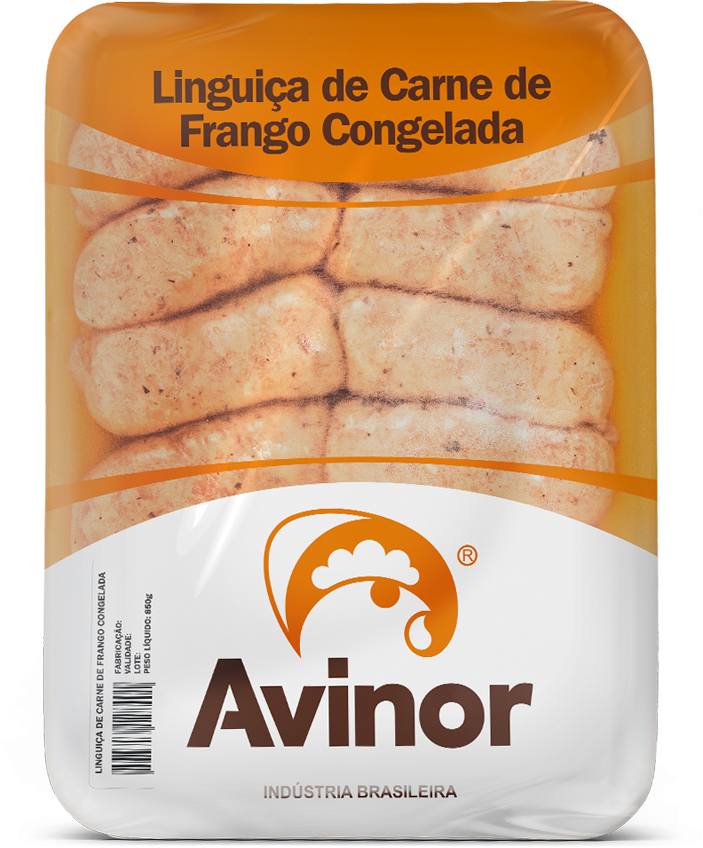 Linguiça de Carne de
Frango Congelada
®
Avinor
INDÚSTRIA BRASILEIRA
LINGUIÇA DE CARNE DE FRANGO CONGELADA
FABRICAÇÃO:
VALIDADE:
LOTE:
PESO LÍQUIDO: 850g